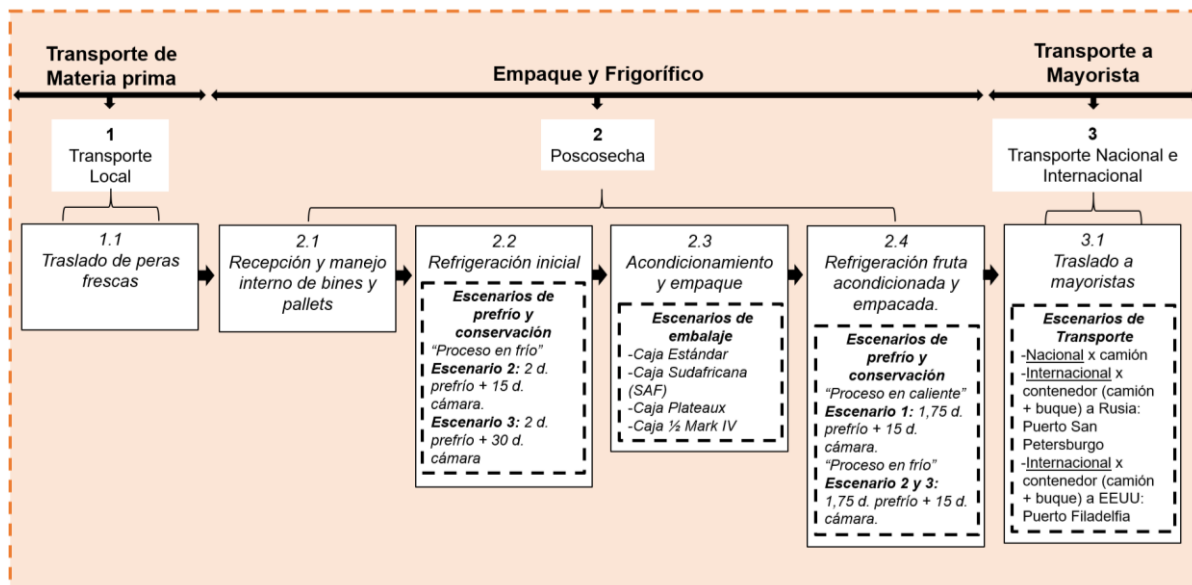 Transporte de
Materia prima
Empaque y Frigorífico
Transporte a
Mayorista
1
Transporte
Local
2
Poscosecha
3
Transporte Nacional e
Internacional
1.1
Traslado de peras
frescas
2.1
Recepción y manejo
interno de bines y
pallets
2.2
Refrigeración inicial
Escenarios de
prefrío y
conservación
“Proceso en frío”
Escenario 2: 2 d.
prefrío + 15 d.
cámara.
Escenario 3: 2 d.
prefrío + 30 d.
cámara
2.3
Acondicionamiento
y empaque
Escenarios de
embalaje
-Caja Estándar
-Caja Sudafricana
(SAF)
-Caja Plateaux
-Caja ½ Mark IV
2.4
Refrigeración fruta
acondicionada y
empacada.
Escenarios de
prefrío y
conservación
“Proceso en caliente”
Escenario 1: 1,75 d.
prefrío + 15 d.
cámara.
“Proceso en frío”
Escenario 2 y 3:
1,75 d. prefrío + 15 d.
cámara.
3.1
Traslado a
mayoristas
Escenarios de
Transporte
-Nacional x camión
-Internacional x
contenedor (camión
+ buque) a Rusia:
Puerto San
Petersburgo
-Internacional x
contenedor (camión
+ buque) a EEUU:
Puerto Filadelfia